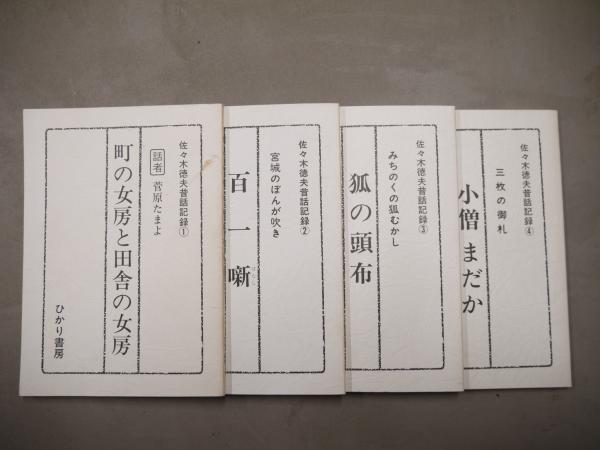 佐々木徳夫昔話記録①
話者 菅原たまよ
町の女房と田舎の女房
ひかり書房
佐々木徳夫昔話記録②
宮城のぼんが吹き
百一噺
ばなし
佐々木徳夫昔話記録③
みちのくの狐むかし
狐の頭布
佐々木徳夫昔話記録④
三枚の御札
小僧まだか